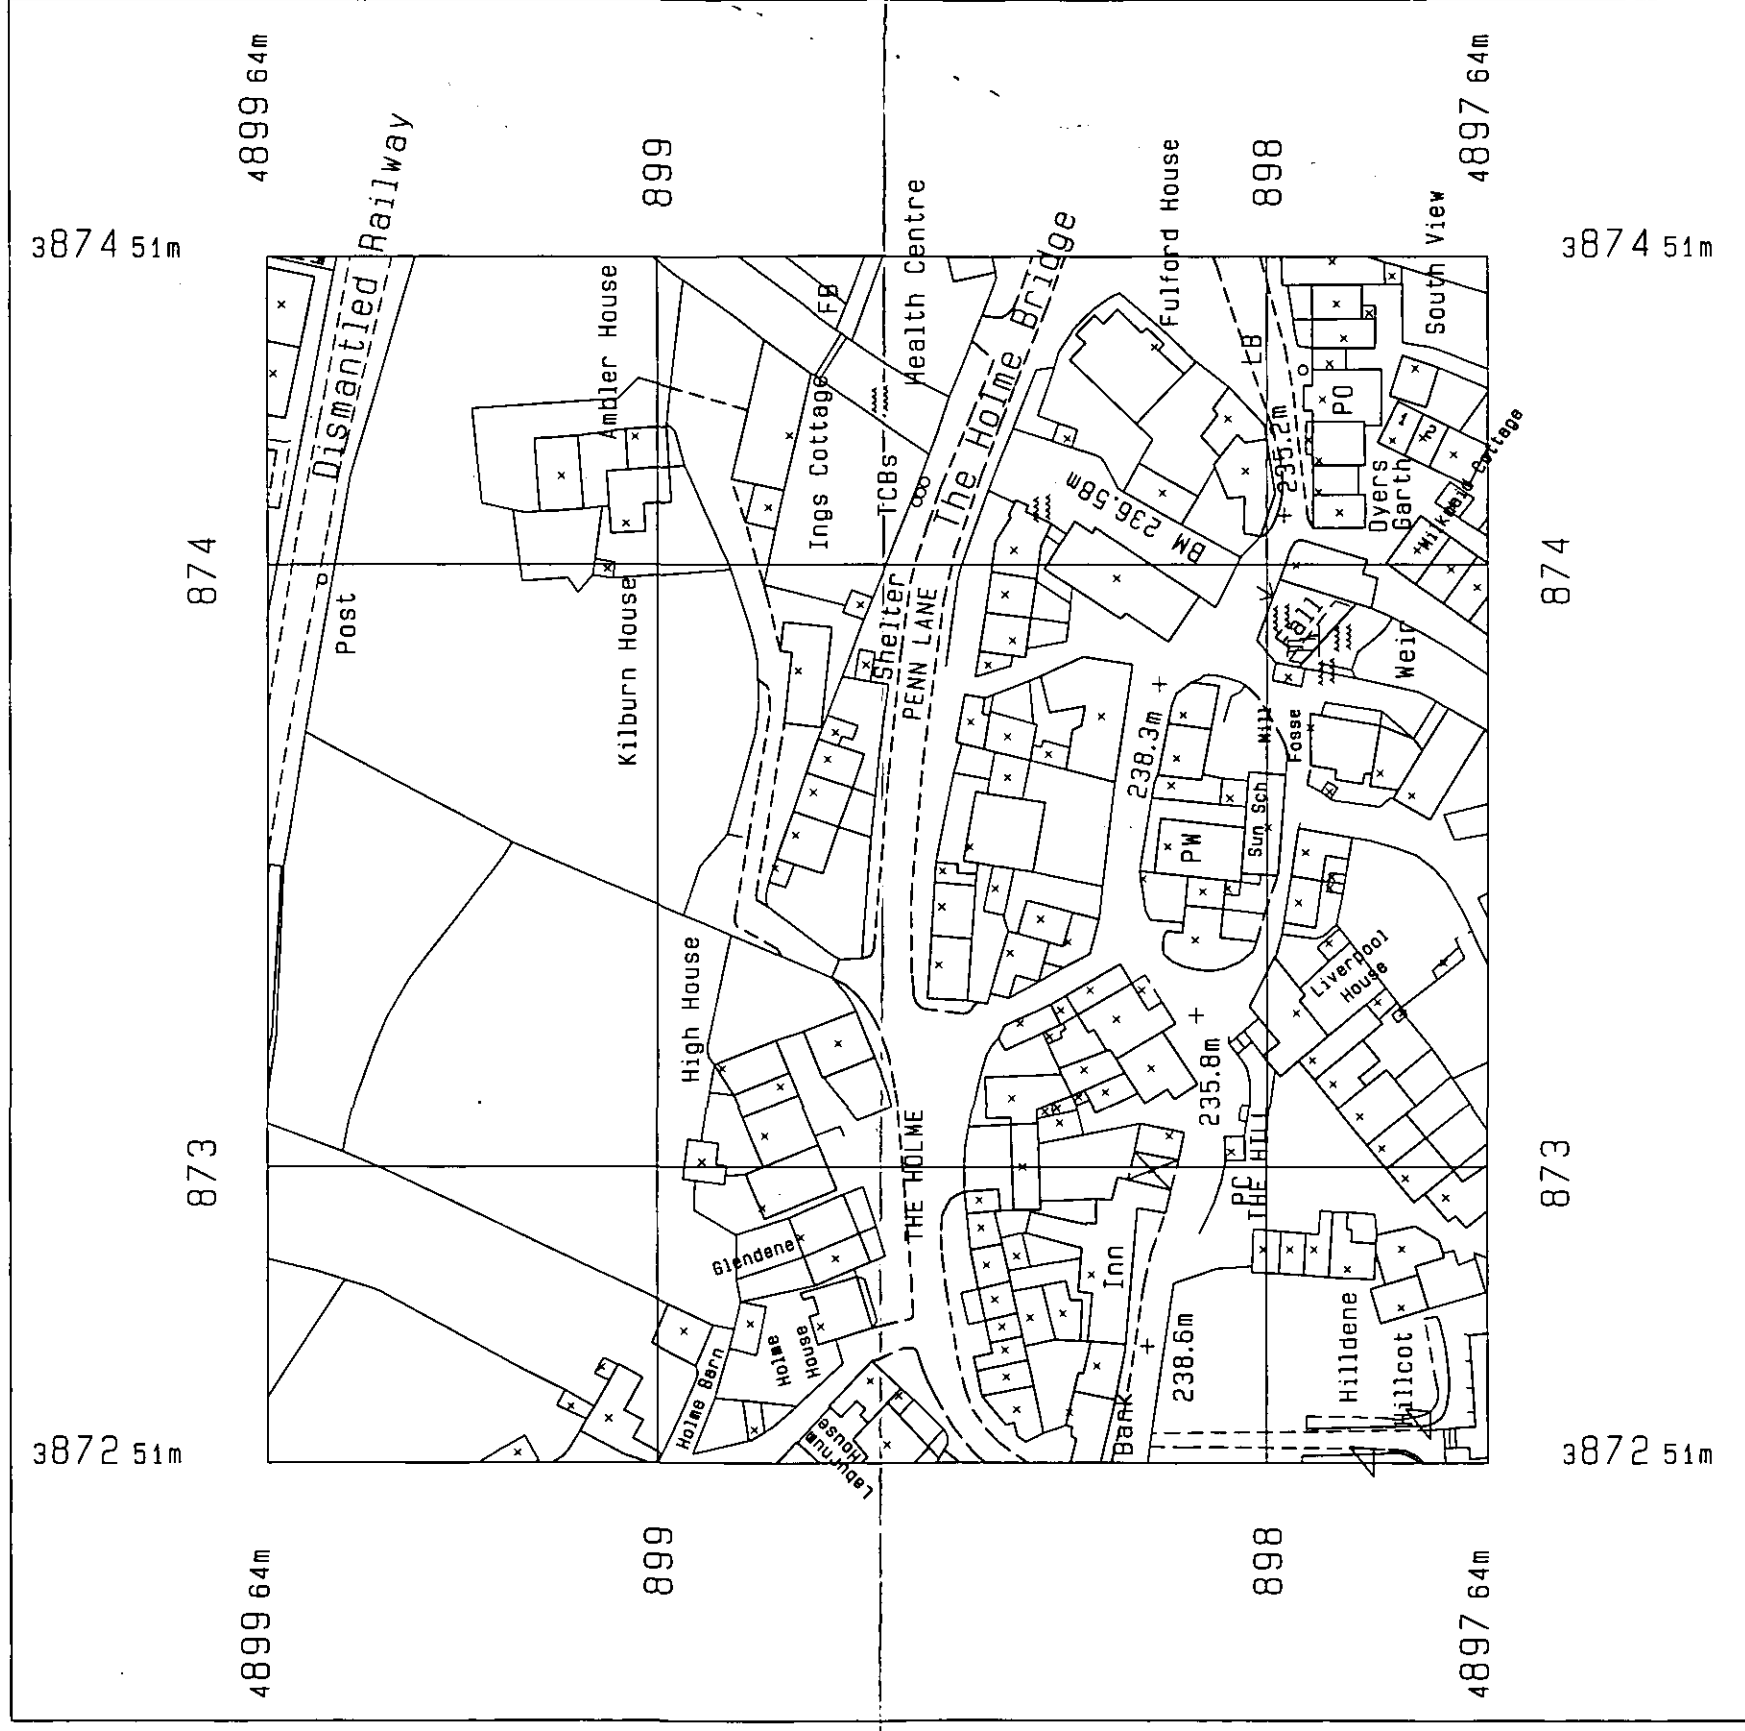 4899 64m
899
898
4897 64m
3874 51m
3874 51m
Dismantled Railway
Ambler House
FB
Health Centre
The Holme Bridge
Fulford House
LB
South View
Ings Cottage
TCBs
BM 236.58m
235.2m
PO
1
2
Dyers
Garth
Milkmaid Cottage
874
874
Post
Kilburn House
Shelter
PENN LANE
238.3m
Mill
Fosse
Weir
PW
Sun Sch
High House
Liverpool
House
235.8m
THE HOLME
THE HILL
PC
873
873
Glendene
Holme
House
Holme Barn
Laburnum
House
Inn
Bank
238.6m
Hilldene
Hillcot
3872 51m
3872 51m
4899 64m
899
898
4897 64m